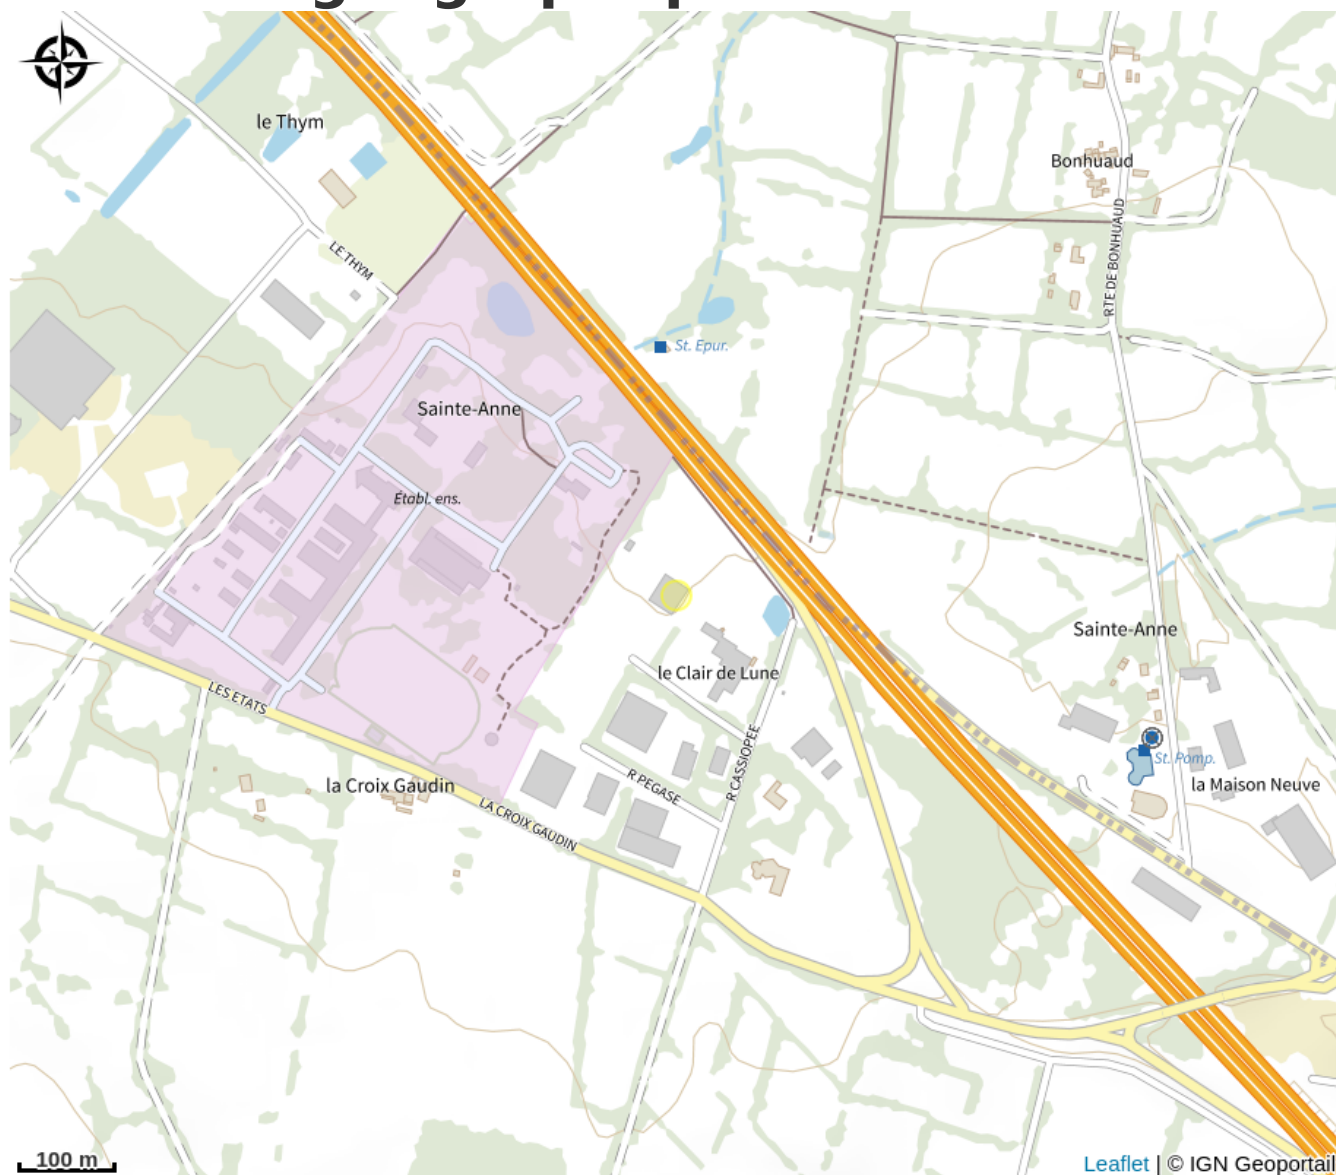 le Thym
Bonhuaud
LE THYM
RTE DE BONHUAUD
St. Epur.
Sainte-Anne
Établ. ens.
Sainte-Anne
le Clair de Lune
LES ETATS
R CASSIOPEE
St. Pomp.
la Maison Neuve
la Croix Gaudin
R PEGASE
LA CROIX GAUDIN
100 m
Leaflet | © IGN Geoportail